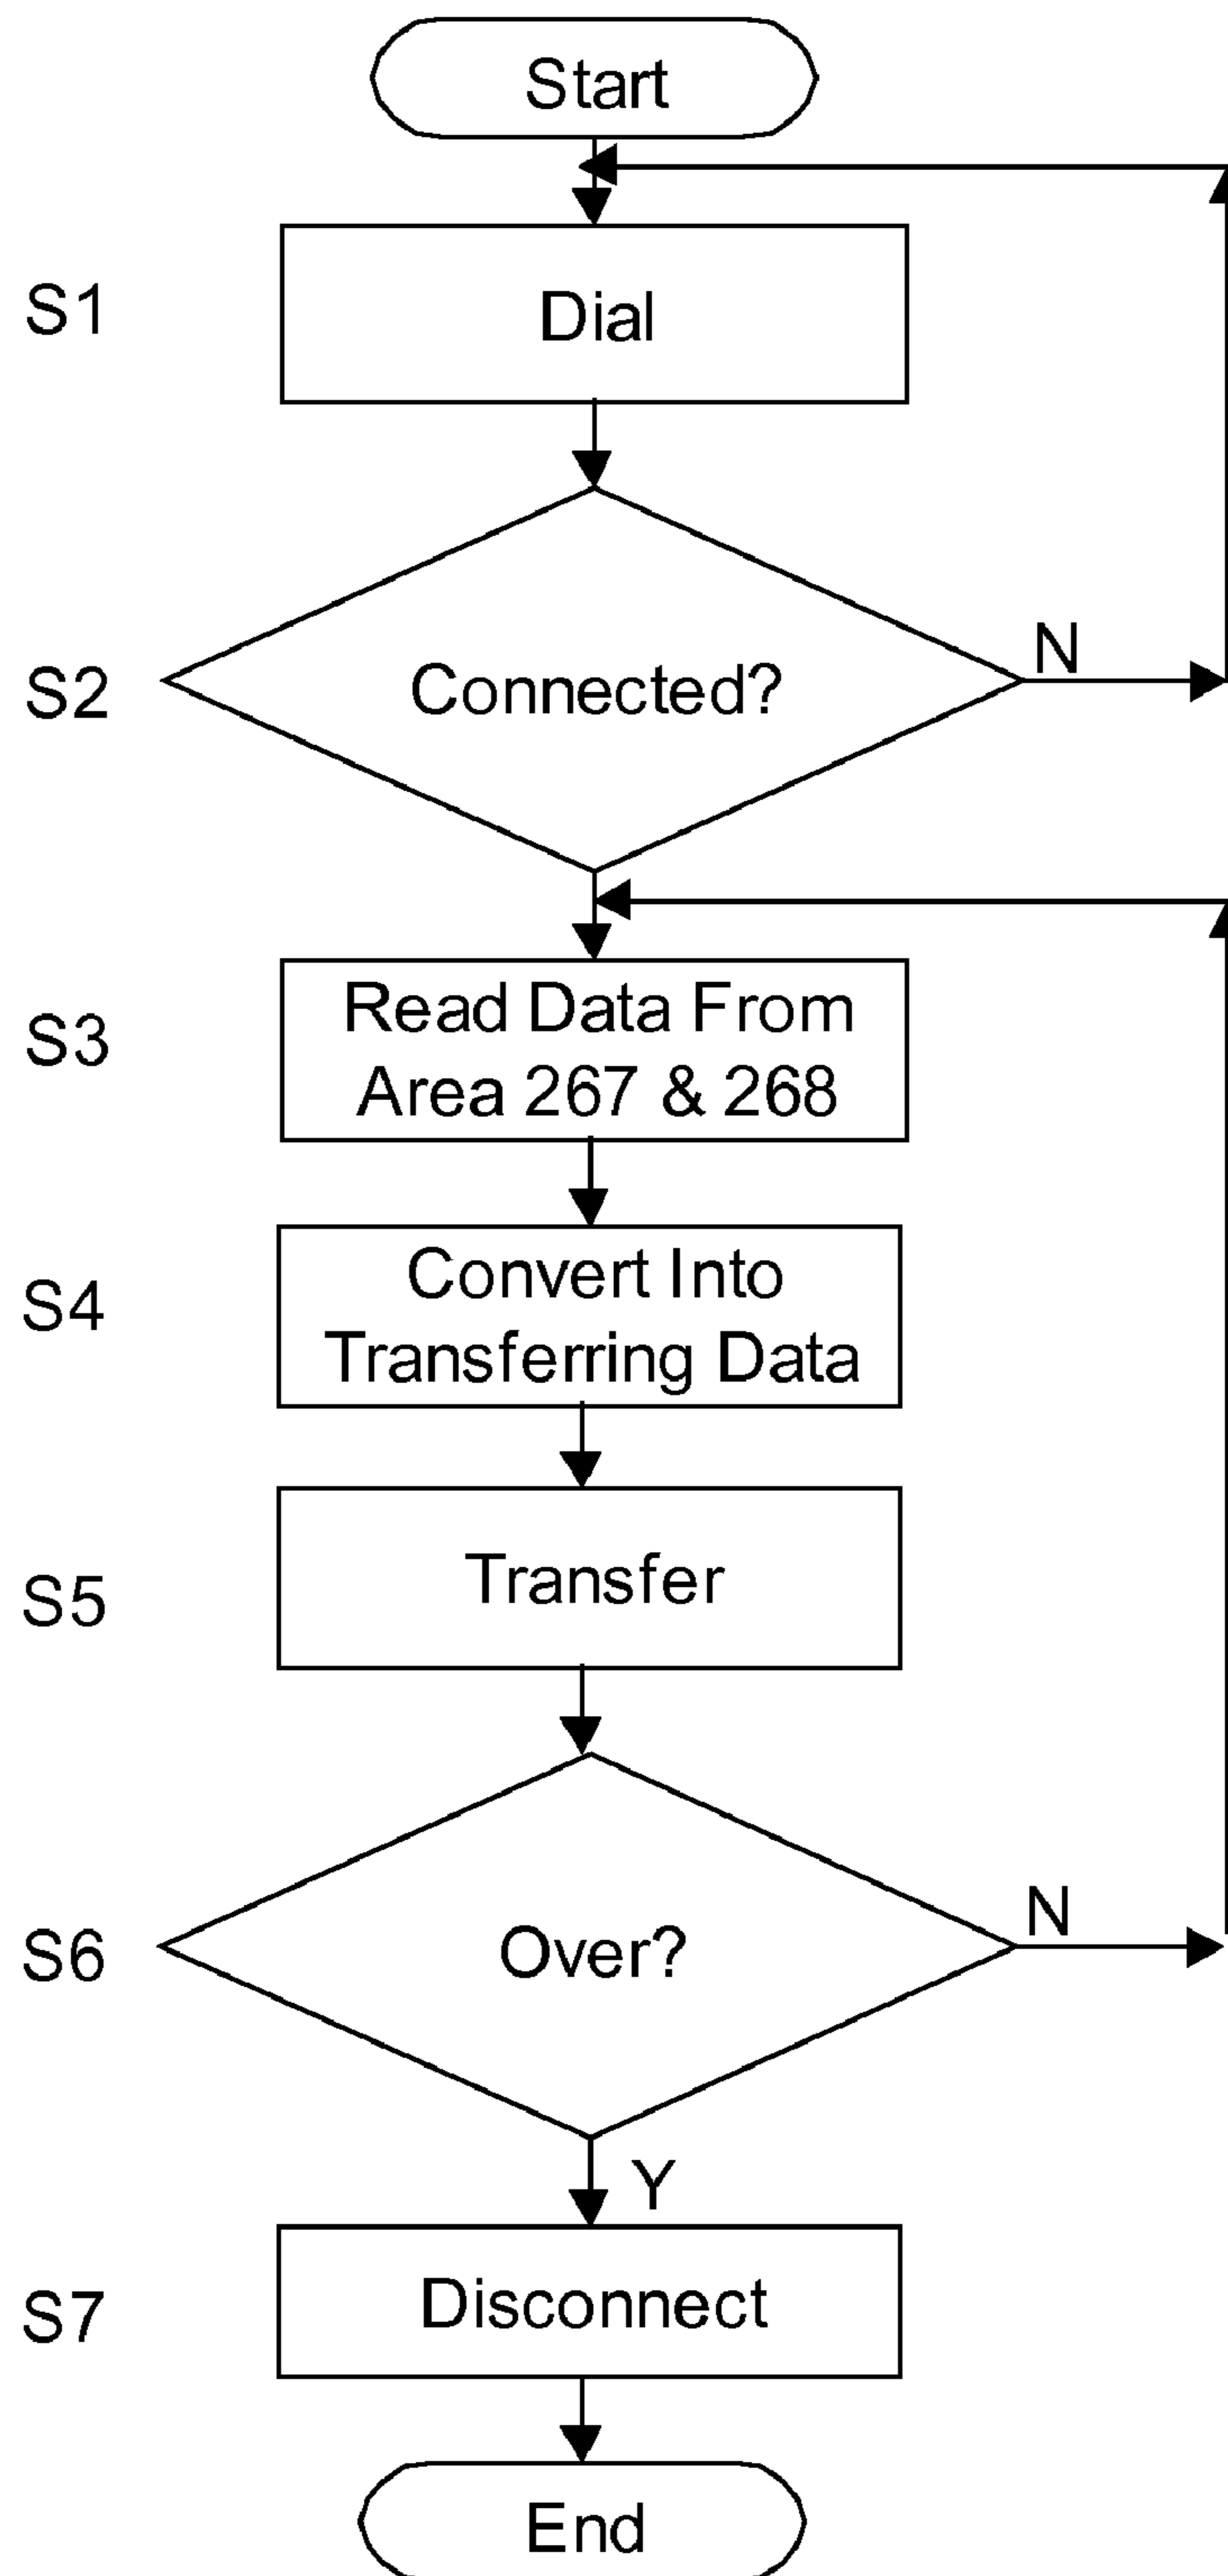 Start
S1
Dial
S2
Connected?
N
S3
Read Data From
Area 267 & 268
S4
Convert Into
Transferring Data
S5
Transfer
S6
Over?
N
Y
S7
Disconnect
End